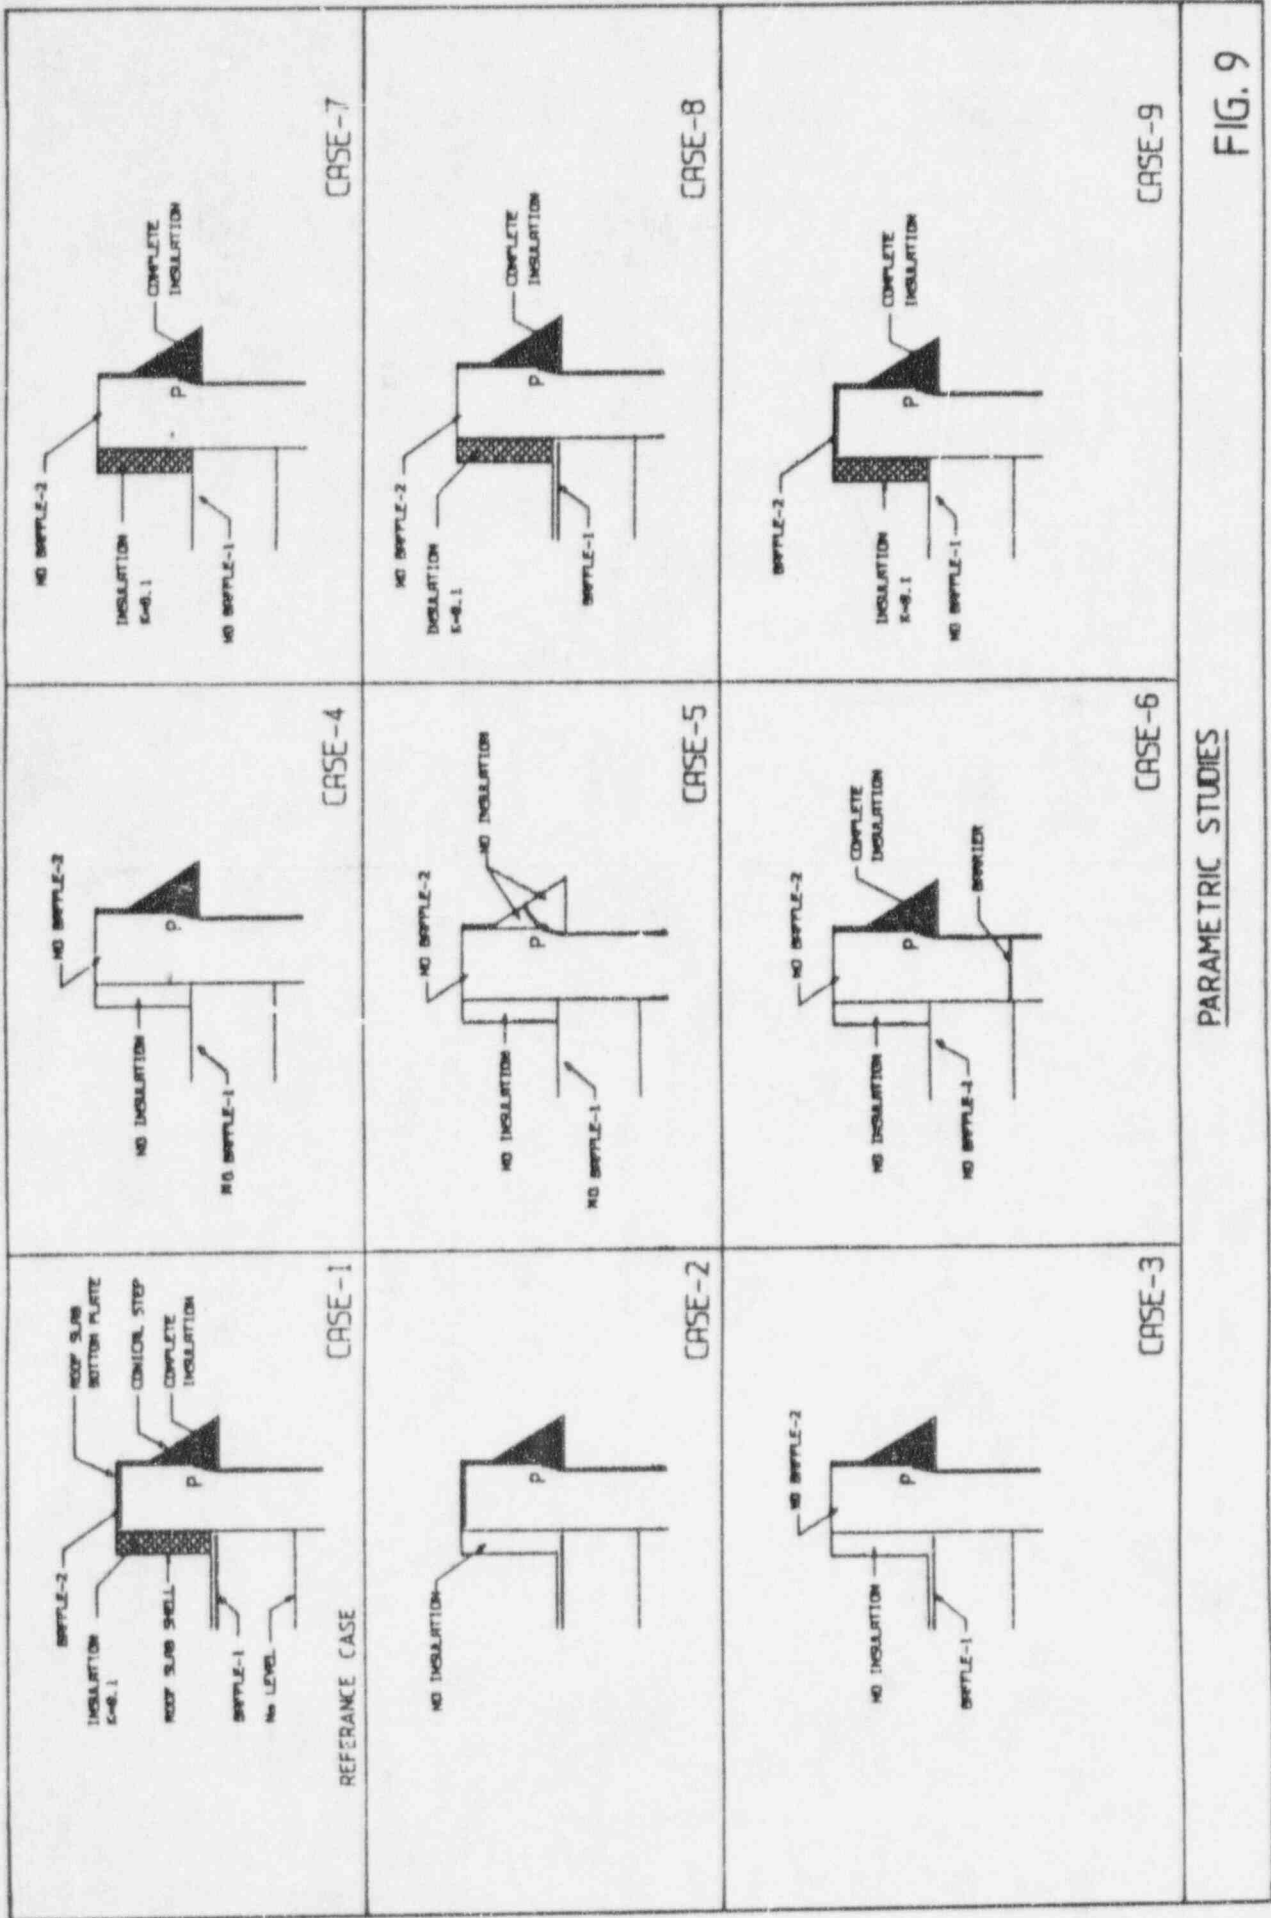 BAFFLE-2
INSULATION
K=0.1
ROOF SLAB SHELL
BAFFLE-1
Na LEVEL
ROOF SLAB
BOTTOM PLATE
CONICAL STEP
COMPLETE
INSULATION
P
REFERANCE CASE
CASE-1
NO BAFFLE-2
NO INSULATION
NO BAFFLE-1
P
CASE-4
NO BAFFLE-2
INSULATION
K=0.1
NO BAFFLE-1
COMPLETE
INSULATION
P
CASE-7
NO INSULATION
P
CASE-2
NO BAFFLE-2
NO INSULATION
NO INSULATION
NO BAFFLE-1
P
CASE-5
NO BAFFLE-2
INSULATION
K=0.1
BAFFLE-1
COMPLETE
INSULATION
P
CASE-8
NO BAFFLE-2
NO INSULATION
BAFFLE-1
P
CASE-3
NO BAFFLE-2
NO INSULATION
NO BAFFLE-1
COMPLETE
INSULATION
BARRIER
P
CASE-6
BAFFLE-2
INSULATION
K=0.1
NO BAFFLE-1
COMPLETE
INSULATION
P
CASE-9
PARAMETRIC STUDIES
FIG. 9